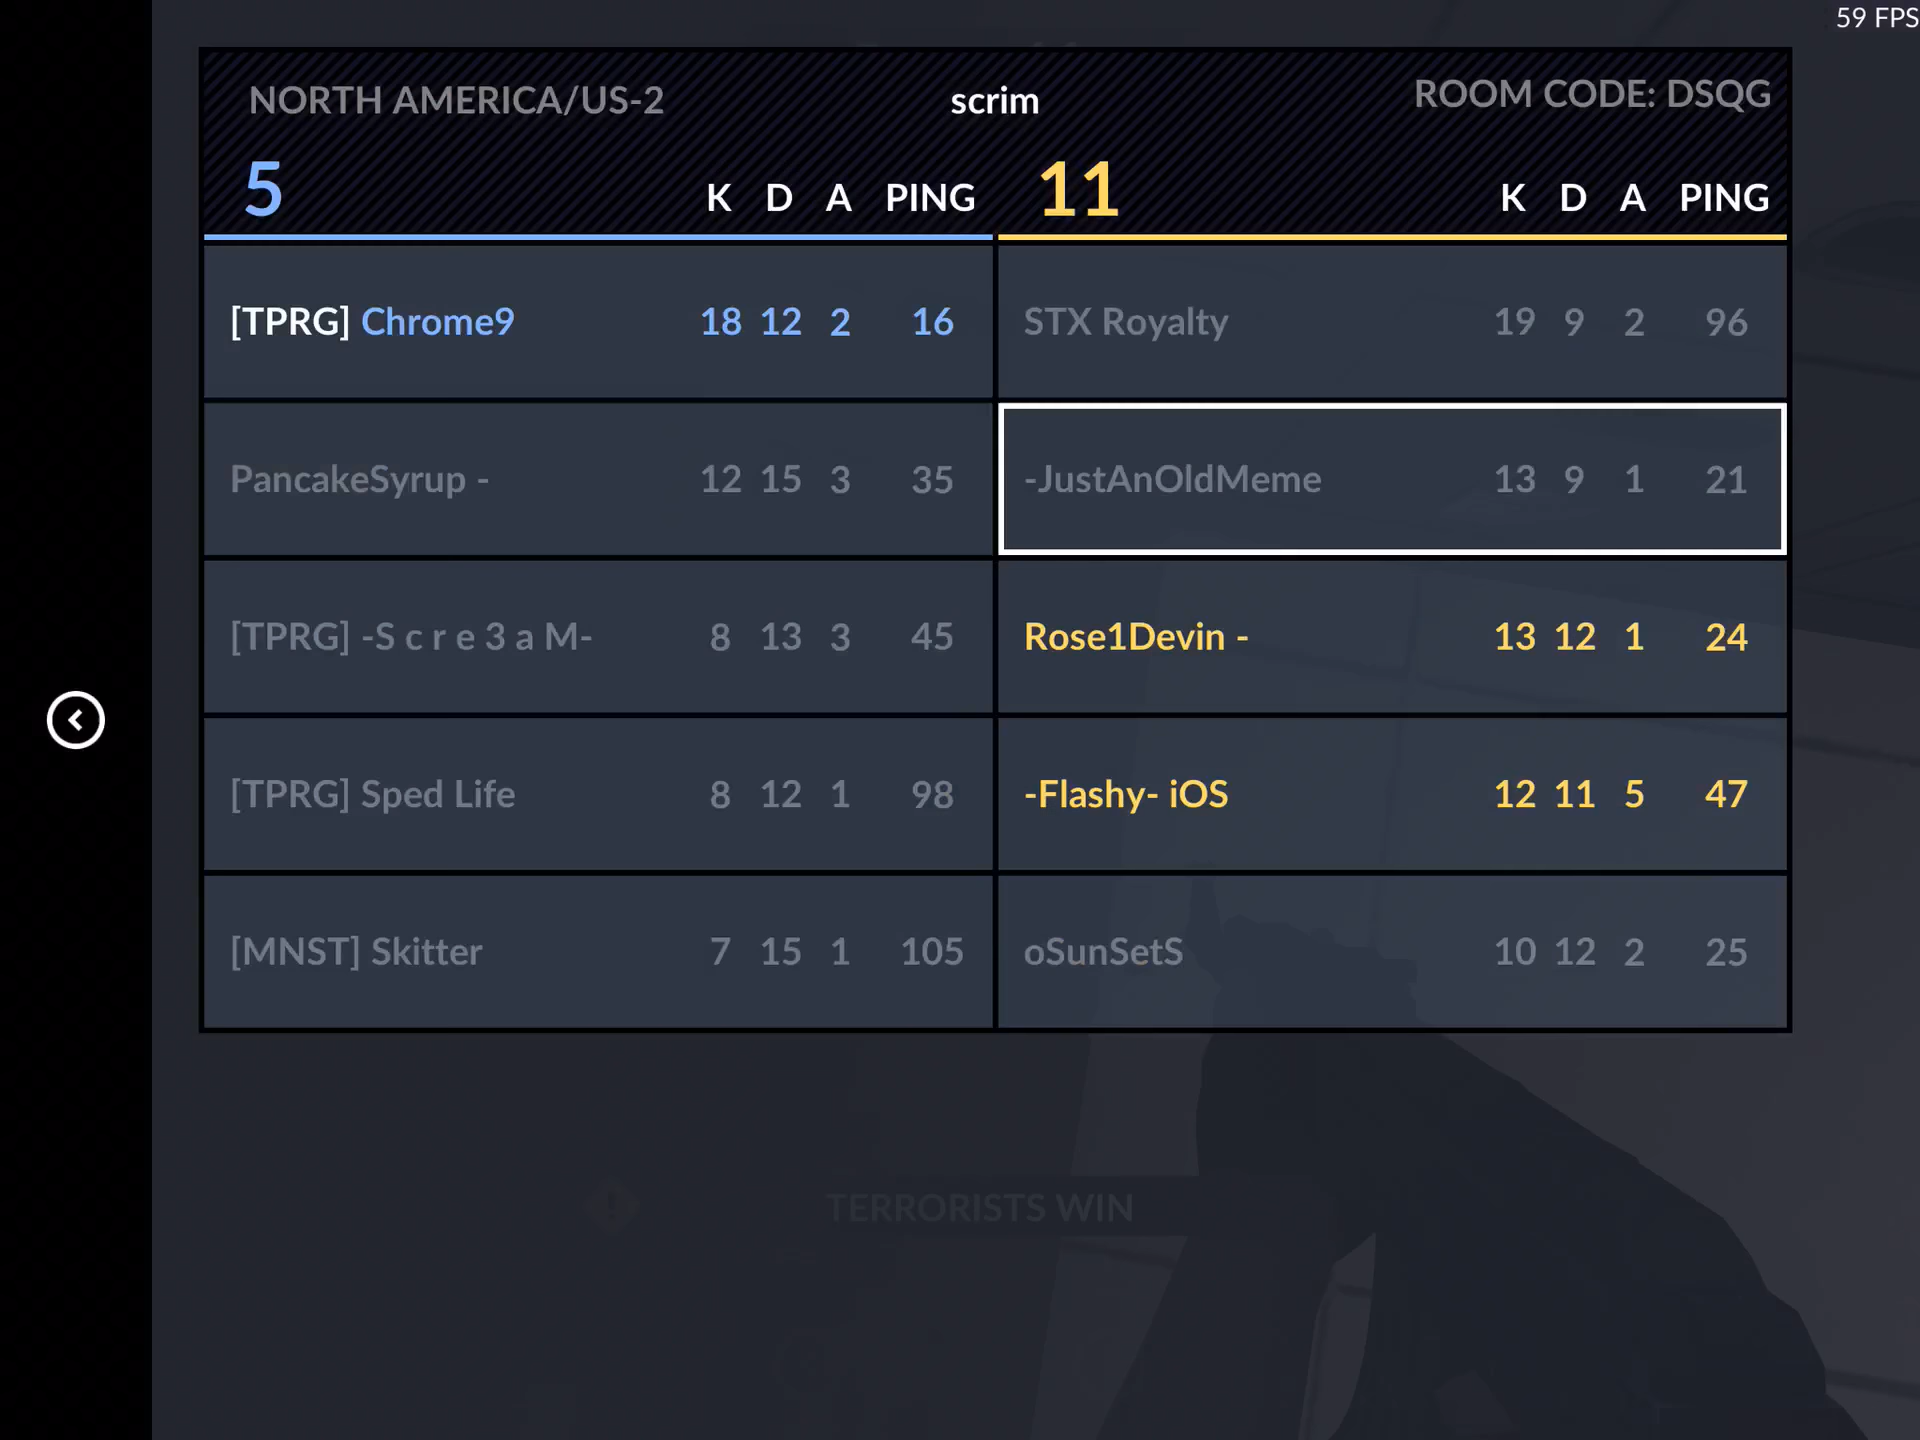 59 FPS
NORTH AMERICA/US-2 scrim ROOM CODE: DSQG
5 K D A PING 11 K D A PING
[TPRG] Chrome9 18 12 2 16 STX Royalty 19 9 2 96
PancakeSyrup - 12 15 3 35 -JustAnOldMeme 13 9 1 21
[TPRG] -S c r e 3 a M- 8 13 3 45 Rose1Devin - 13 12 1 24
[TPRG] Sped Life 8 12 1 98 -Flashy- iOS 12 11 5 47
[MNST] Skitter 7 15 1 105 oSunSetS 10 12 2 25
TERRORISTS WIN